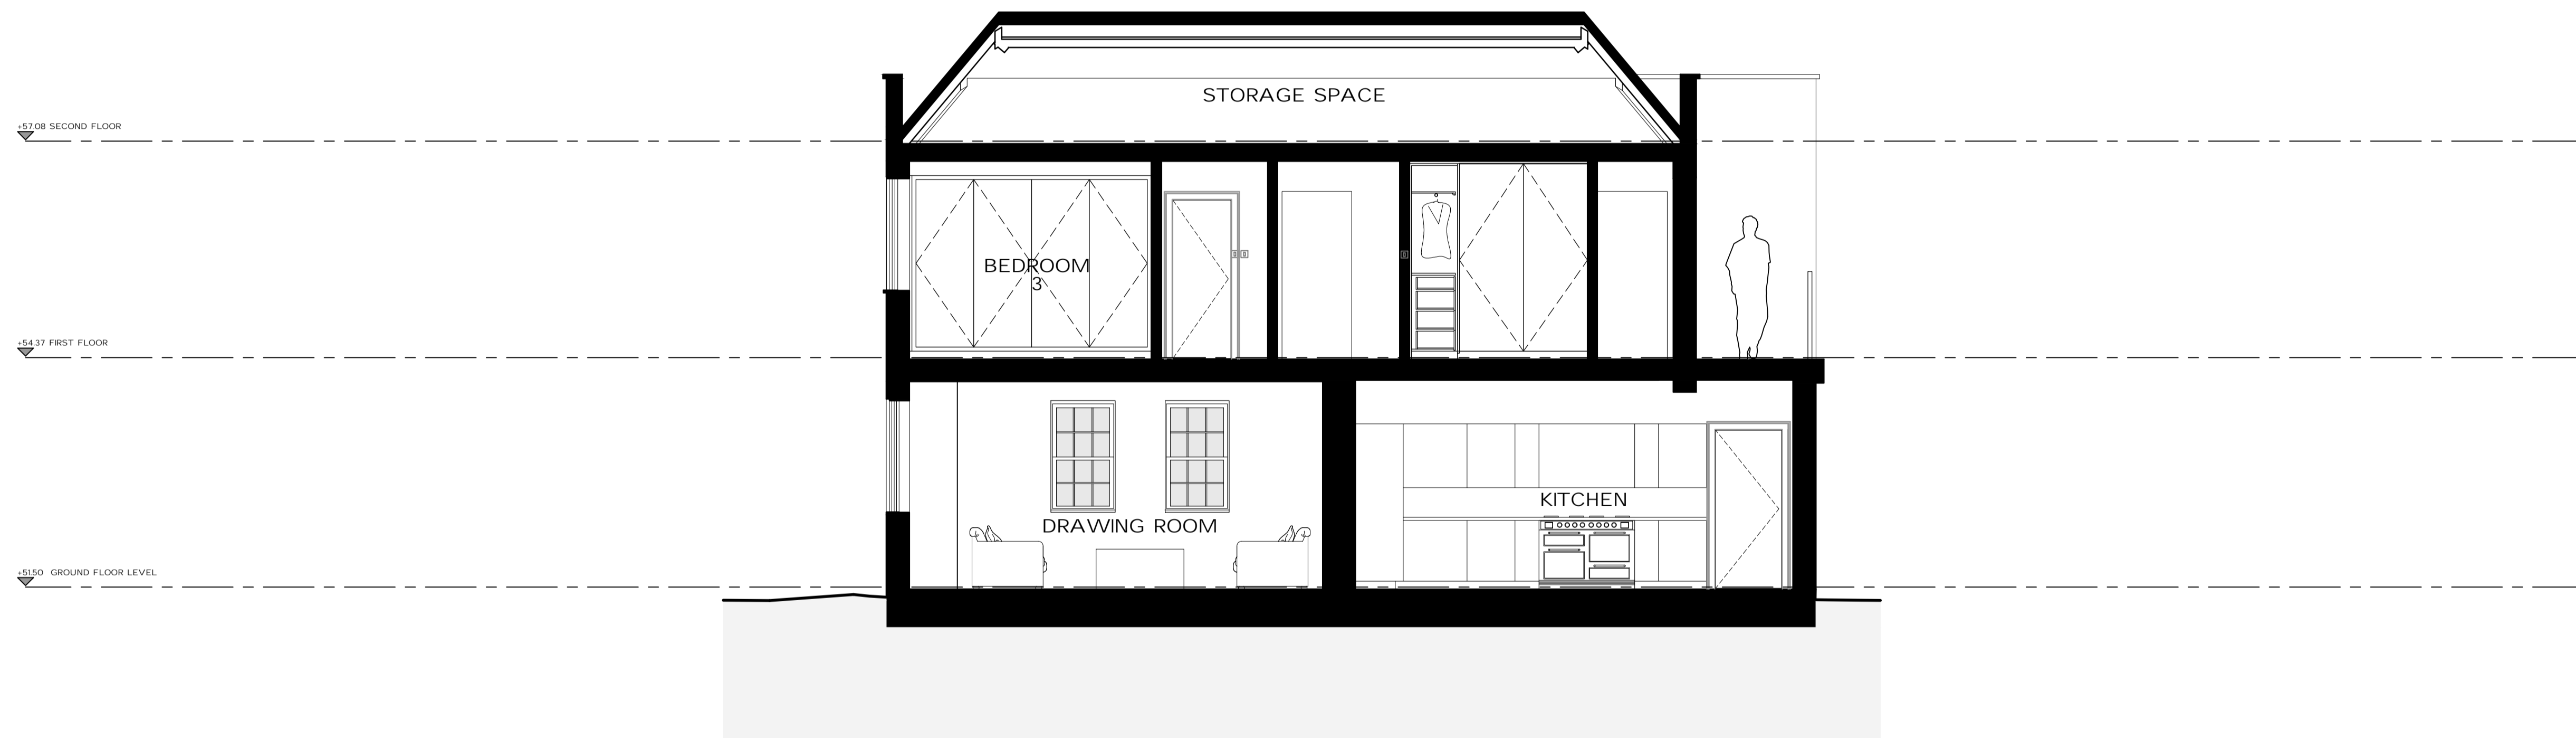 STORAGE SPACE
+57.08 SECOND FLOOR
BEDROOM
3
+54.37 FIRST FLOOR
KITCHEN
DRAWING ROOM
+51.50 GROUND FLOOR LEVEL